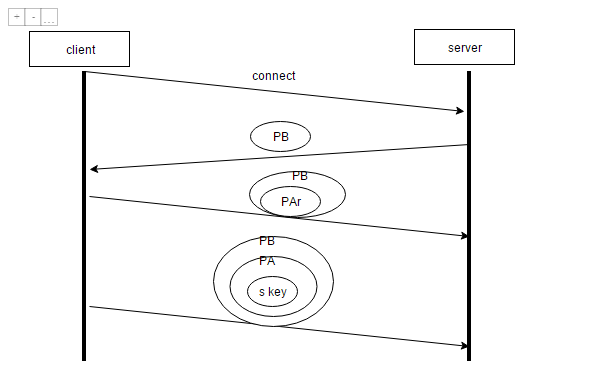 + - ...
client
server
connect
PB
PB
PAr
PB
PA
s key